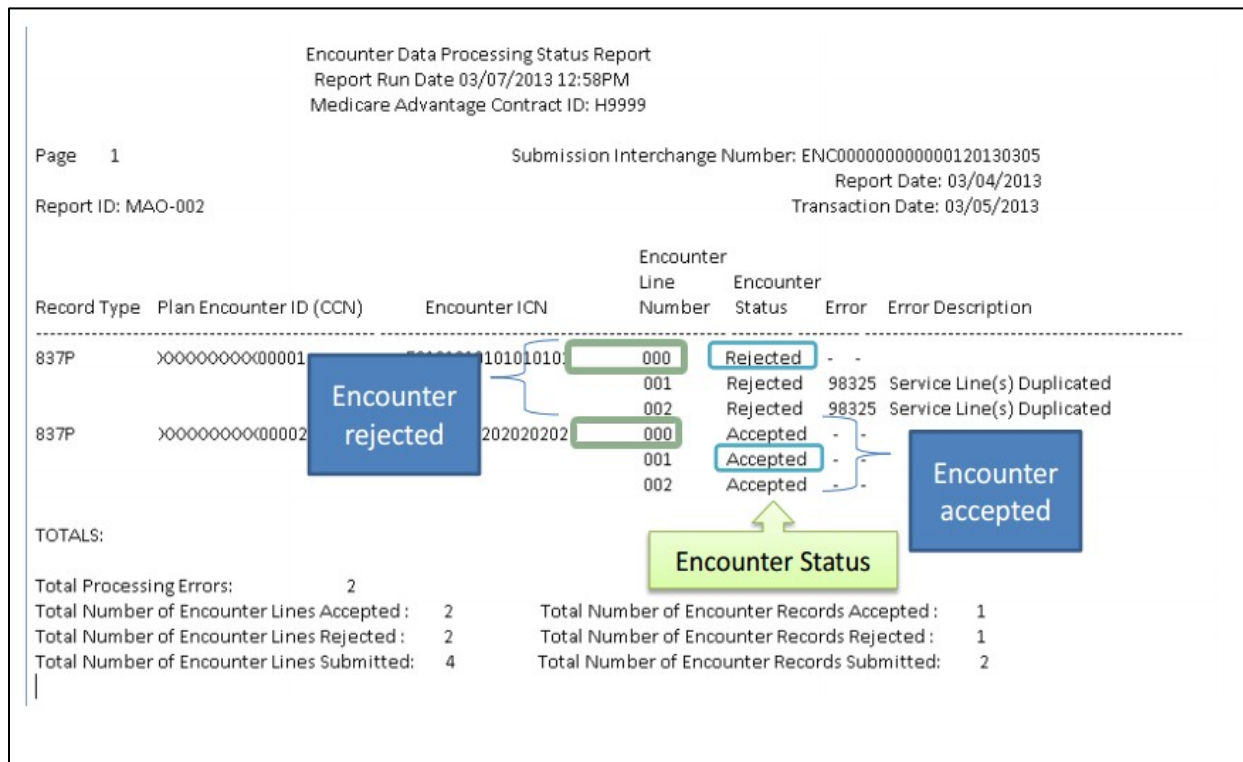 Encounter Data Processing Status Report
Report Run Date 03/07/2013 12:58PM
Medicare Advantage Contract ID: H9999
Page 1 Submission Interchange Number: ENC000000000000120130305
Report Date: 03/04/2013
Report ID: MAO-002 Transaction Date: 03/05/2013
Encounter
Line Encounter
Record Type Plan Encounter ID (CCN) Encounter ICN Number Status Error Error Description
837P XXXXXXXXXX00001 000 Rejected - -
001 Rejected 98325 Service Line(s) Duplicated
002 Rejected 98325 Service Line(s) Duplicated
837P XXXXXXXXXX00002 000 Accepted - -
001 Accepted - -
002 Accepted - -
Encounter
rejected
Encounter
accepted
Encounter Status
TOTALS:
Total Processing Errors: 2
Total Number of Encounter Lines Accepted : 2 Total Number of Encounter Records Accepted : 1
Total Number of Encounter Lines Rejected : 2 Total Number of Encounter Records Rejected : 1
Total Number of Encounter Lines Submitted: 4 Total Number of Encounter Records Submitted: 2